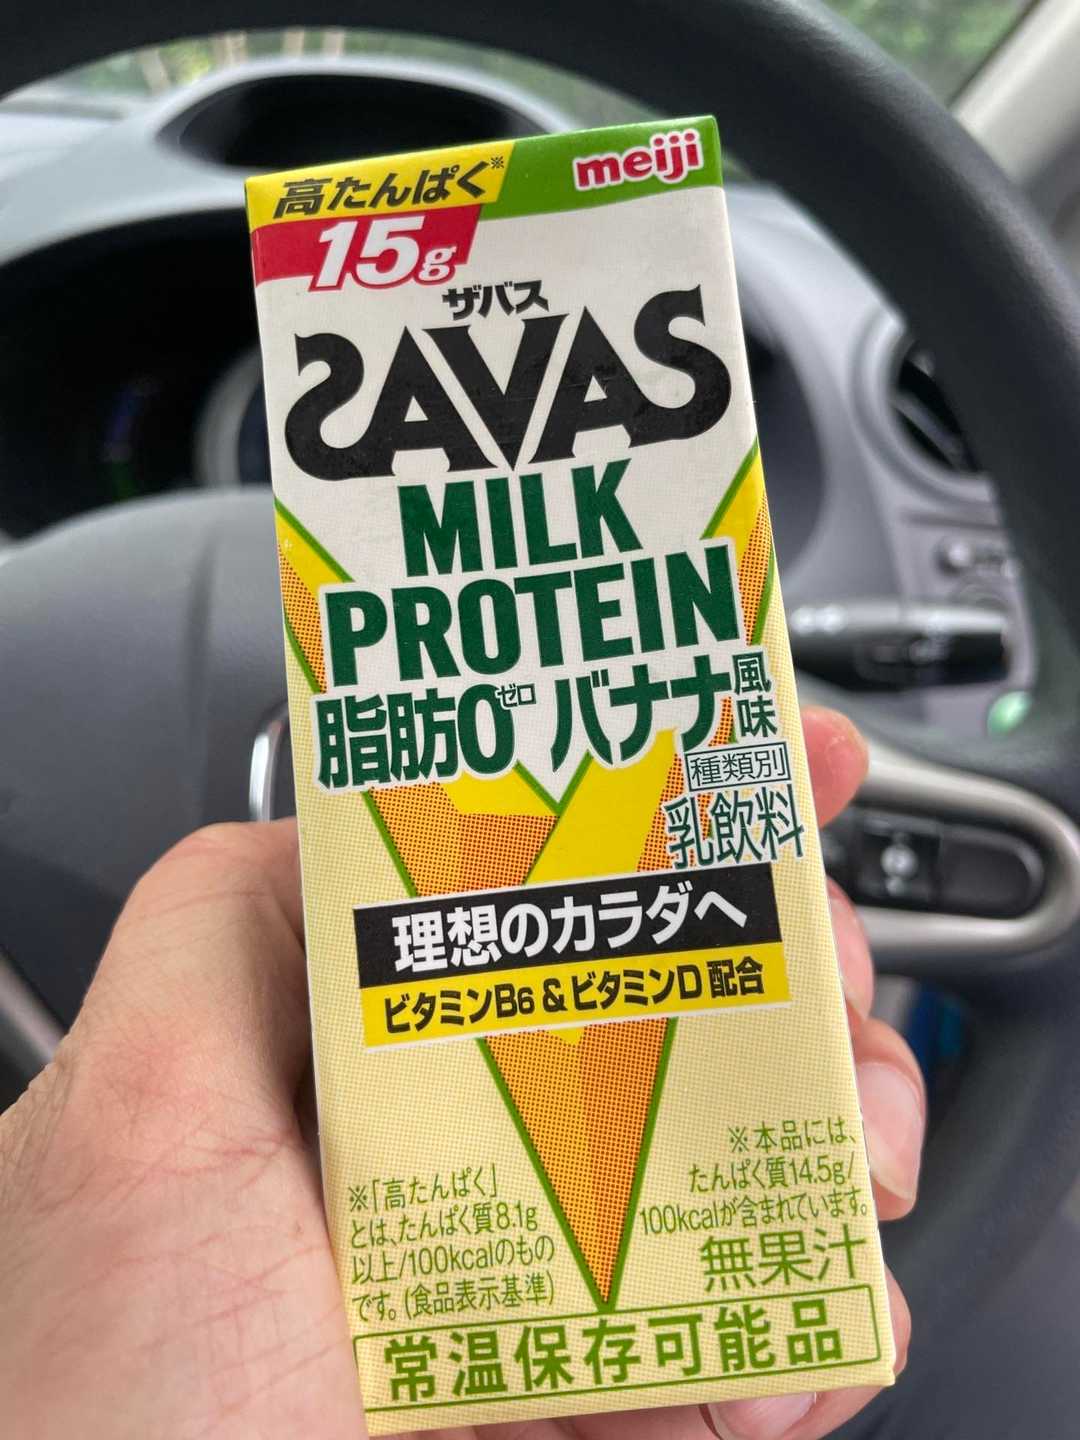 高たんぱく※
meiji
15g
ザバス
SAVAS
MILK
PROTEIN
脂肪0ゼロ バナナ風味
種類別
乳飲料
理想のカラダへ
ビタミンB6&ビタミンD配合
※「高たんぱく」
とは、たんぱく質8.1g
以上/100kcalのもの
です。(食品表示基準)
※本品には、
たんぱく質14.5g/
100kcalが含まれています。
無果汁
常温保存可能品